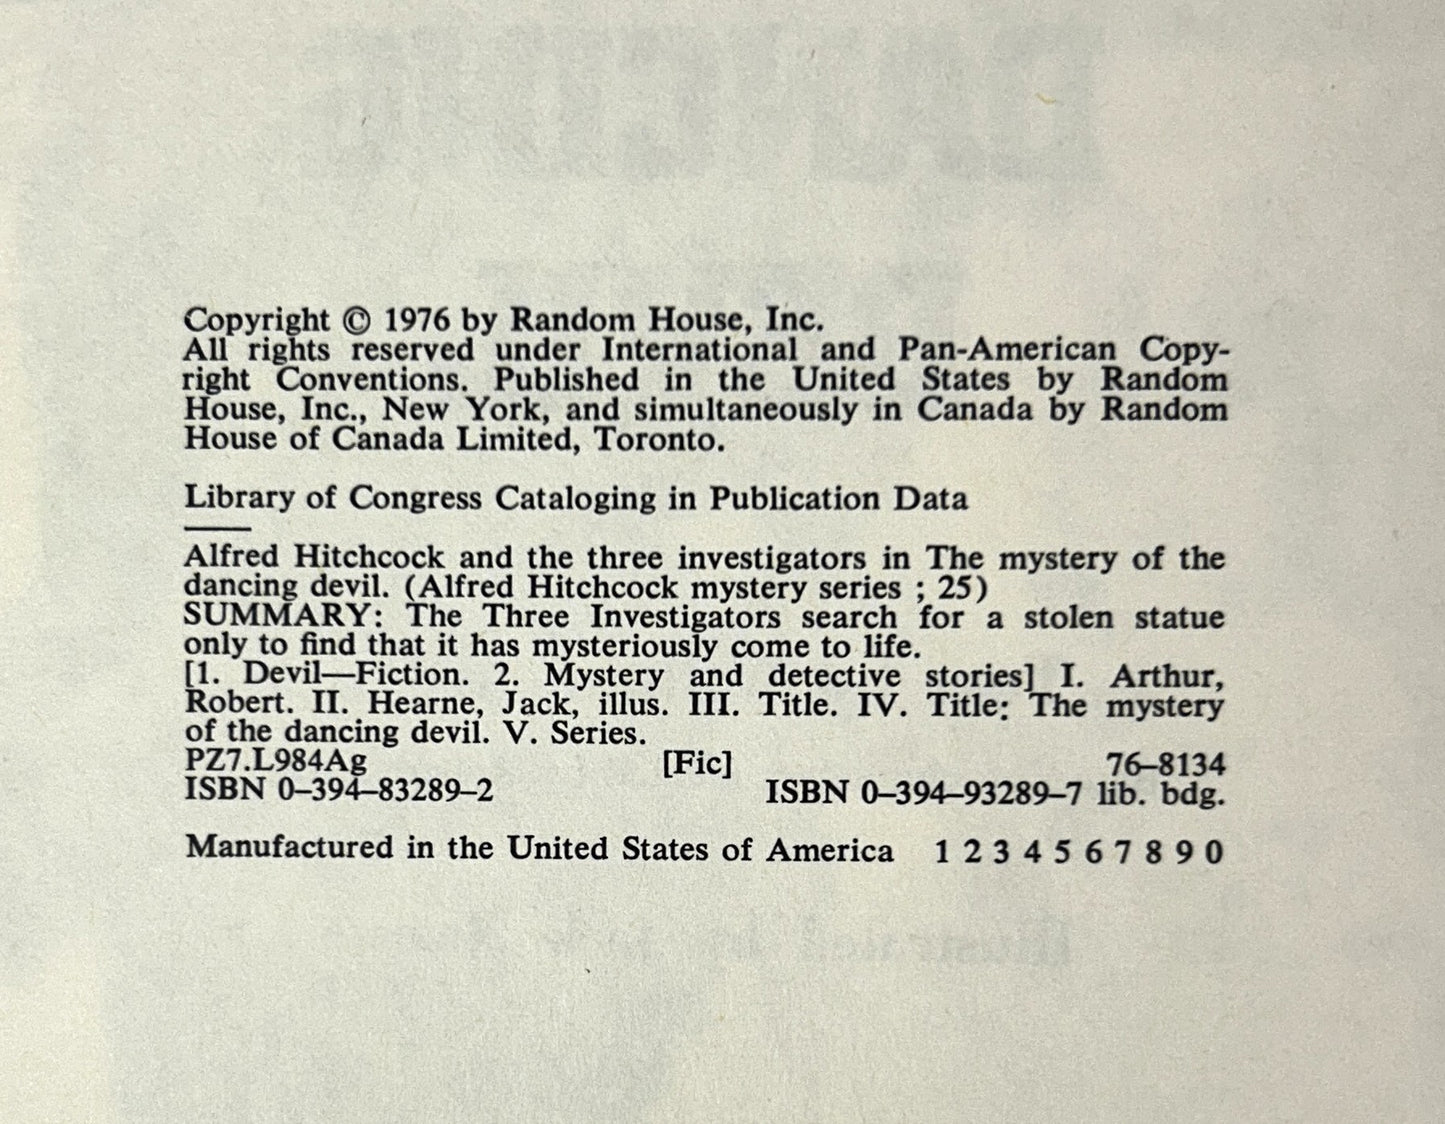 Copyright © 1976 by Random House, Inc.
All rights reserved under International and Pan-American Copy-
right Conventions. Published in the United States by Random
House, Inc., New York, and simultaneously in Canada by Random
House of Canada Limited, Toronto.
Library of Congress Cataloging in Publication Data
Alfred Hitchcock and the three investigators in The mystery of the
dancing devil. (Alfred Hitchcock mystery series ; 25)
SUMMARY: The Three Investigators search for a stolen statue
only to find that it has mysteriously come to life.
[1. Devil—Fiction. 2. Mystery and detective stories] I. Arthur,
Robert. II. Hearne, Jack, illus. III. Title. IV. Title: The mystery
of the dancing devil. V. Series.
PZ7.L984Ag [Fic] 76–8134
ISBN 0–394–83289–2 ISBN 0–394–93289–7 lib. bdg.
Manufactured in the United States of America 1 2 3 4 5 6 7 8 9 0